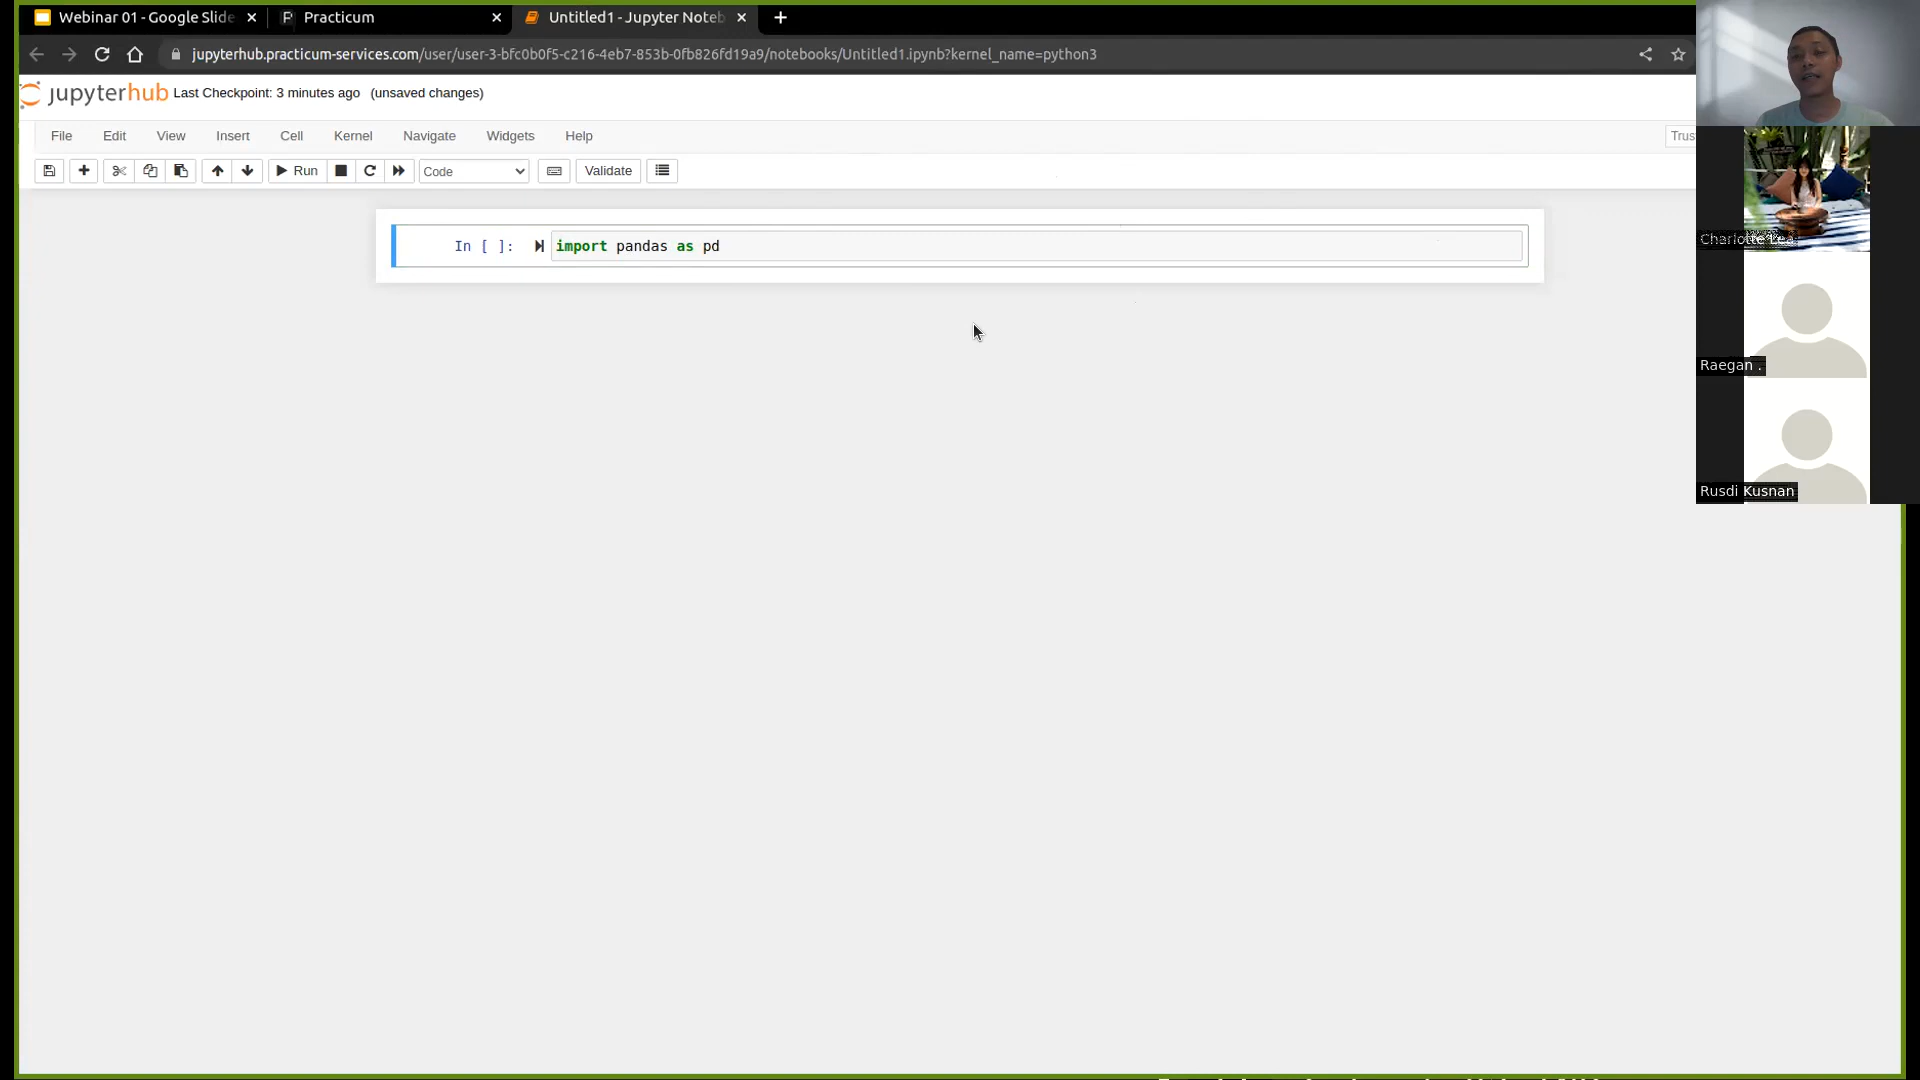 Webinar 01 - Google Slide
Practicum
Untitled1 - Jupyter Noteb
jupyterhub.practicum-services.com/user/user-3-bfc0b0f5-c216-4eb7-853b-0fb826fd19a9/notebooks/Untitled1.ipynb?kernel_name=python3
jupyterhub Last Checkpoint: 3 minutes ago (unsaved changes)
File Edit View Insert Cell Kernel Navigate Widgets Help
Trus
Run Code Validate
In [ ]: import pandas as pd
Charlotte Lea
Raegan .
Rusdi Kusnan